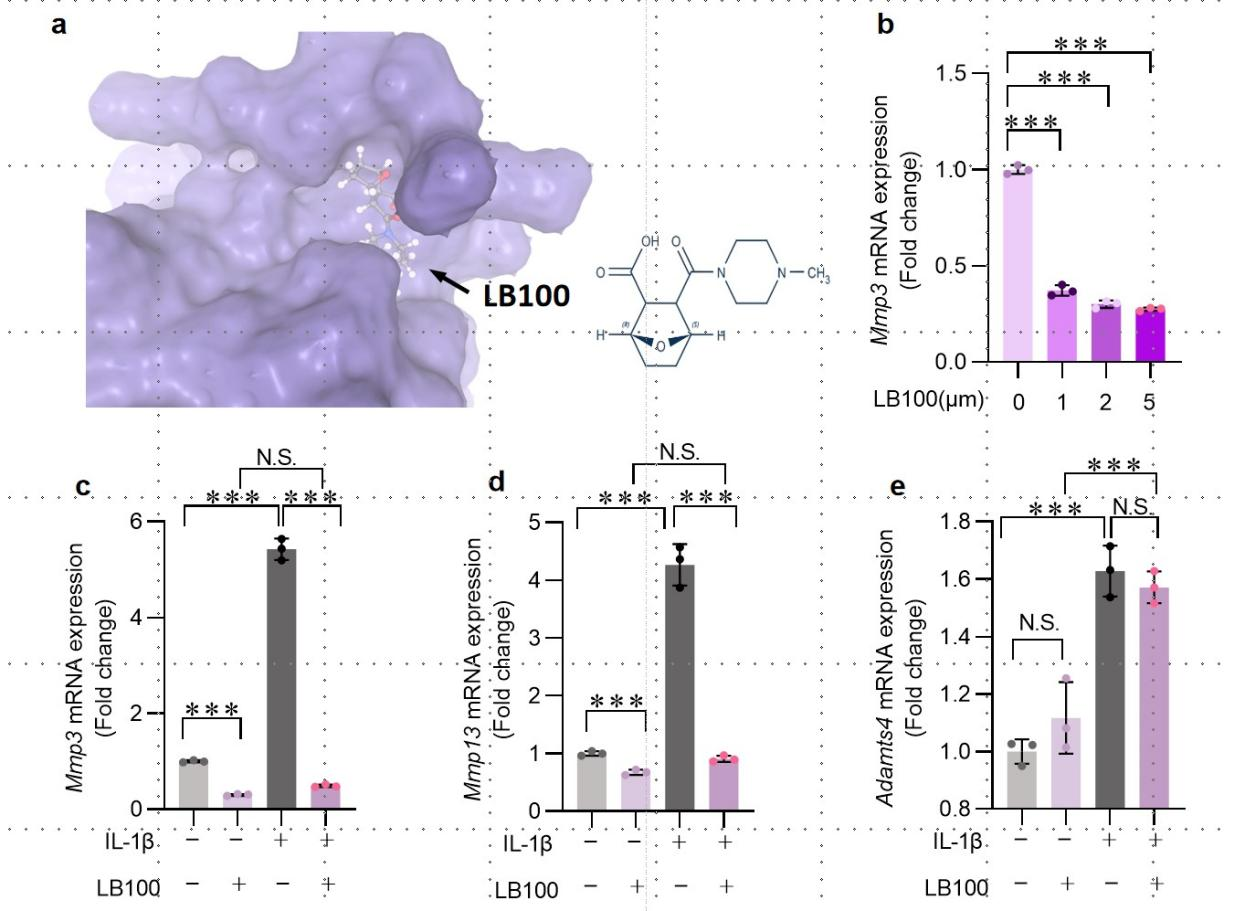 a
LB100
OH
O
O
N
N
CH3
(R)
(S)
H
O
H
b
Mmp3 mRNA expression
(Fold change)
1.5
1.0
0.5
0.0
***
***
***
LB100(μm) 0 1 2 5
c
Mmp3 mRNA expression
(Fold change)
6
4
2
0
N.S.
*** ***
***
IL-1β − − + +
LB100 − + − +
d
Mmp13 mRNA expression
(Fold change)
5
4
3
2
1
0
N.S.
*** ***
***
IL-1β − − + +
LB100 − + − +
e
Adamts4 mRNA expression
(Fold change)
1.8
1.6
1.4
1.2
1.0
0.8
***
*** N.S.
N.S.
IL-1β − − + +
LB100 − + − +